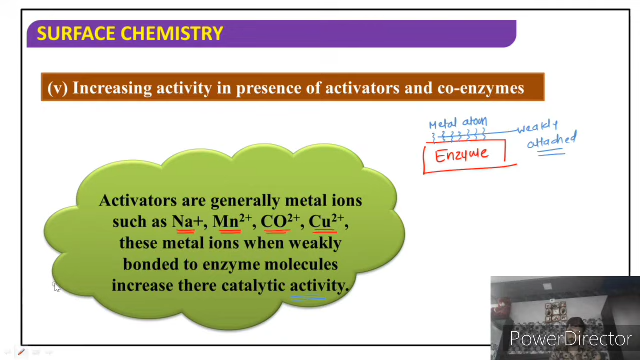 SURFACE CHEMISTRY
(v) Increasing activity in presence of activators and co-enzymes
Metal atom
weakly
attached
Enzyme
Activators are generally metal ions
such as Na+, Mn²⁺, CO²⁺, Cu²⁺,
these metal ions when weakly
bonded to enzyme molecules
increase there catalytic activity.
PowerDirector